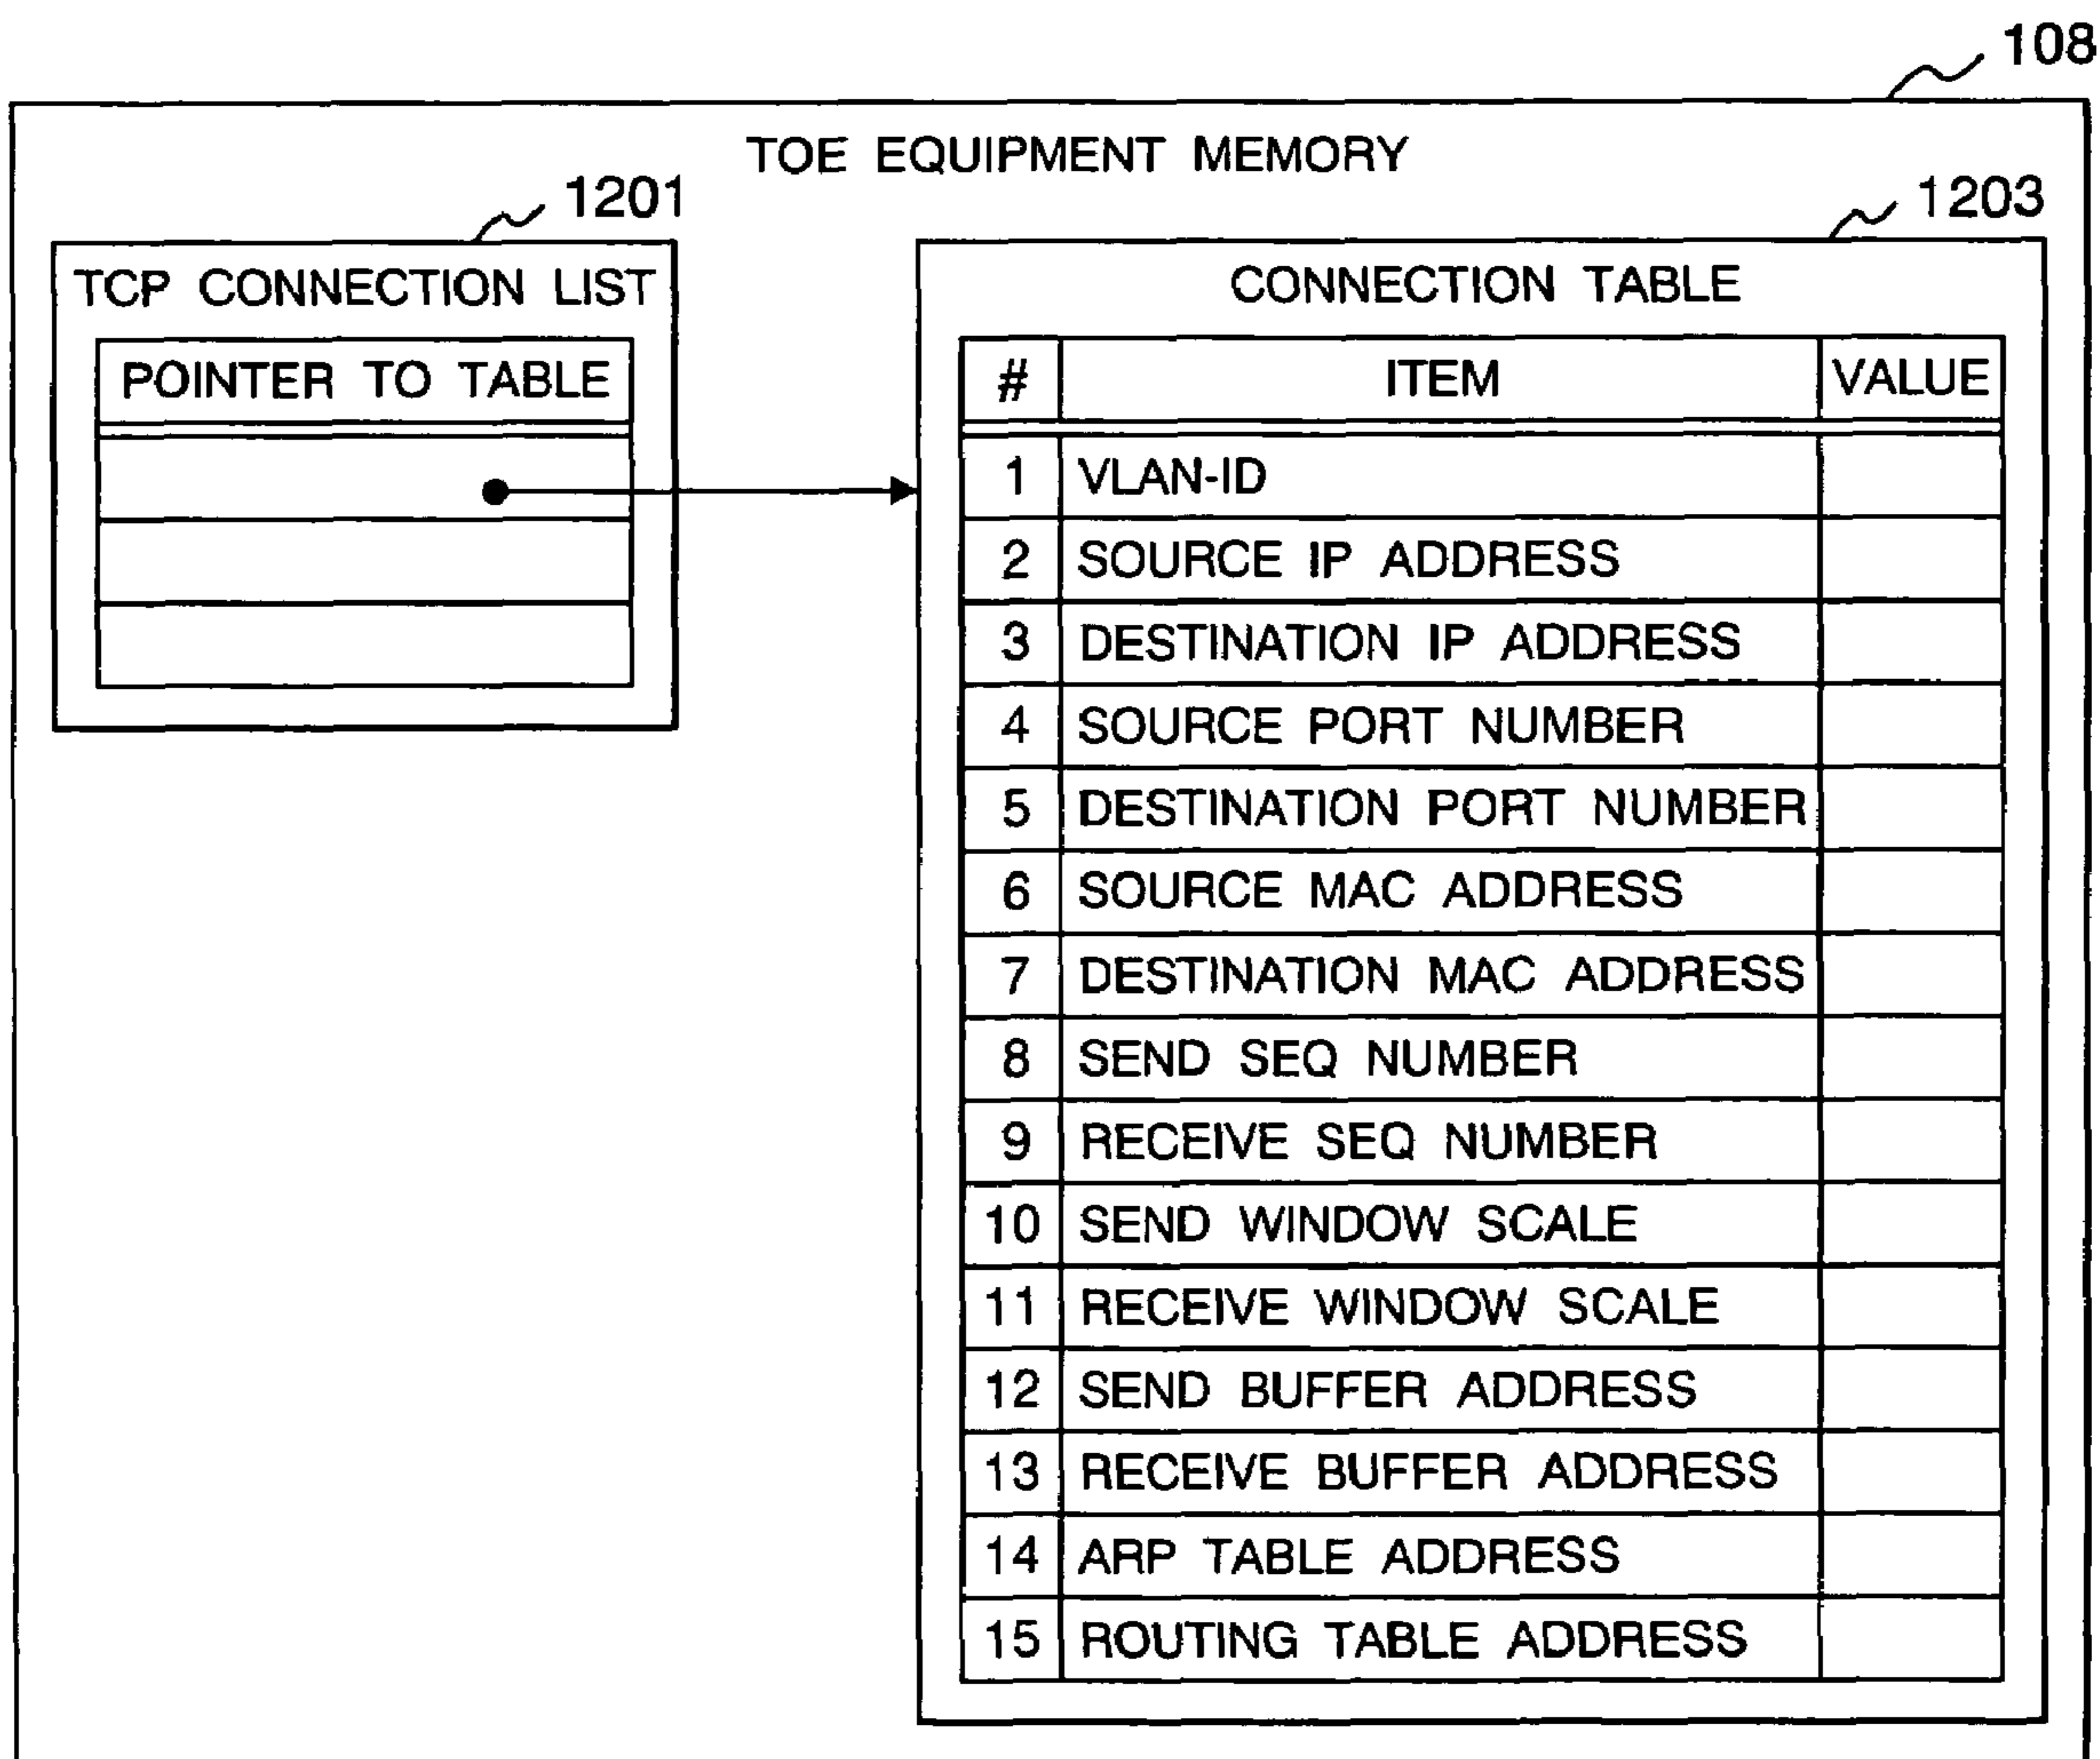 108
TOE EQUIPMENT MEMORY
1201
TCP CONNECTION LIST
POINTER TO TABLE
1203
CONNECTION TABLE
# ITEM VALUE
1 VLAN-ID
2 SOURCE IP ADDRESS
3 DESTINATION IP ADDRESS
4 SOURCE PORT NUMBER
5 DESTINATION PORT NUMBER
6 SOURCE MAC ADDRESS
7 DESTINATION MAC ADDRESS
8 SEND SEQ NUMBER
9 RECEIVE SEQ NUMBER
10 SEND WINDOW SCALE
11 RECEIVE WINDOW SCALE
12 SEND BUFFER ADDRESS
13 RECEIVE BUFFER ADDRESS
14 ARP TABLE ADDRESS
15 ROUTING TABLE ADDRESS